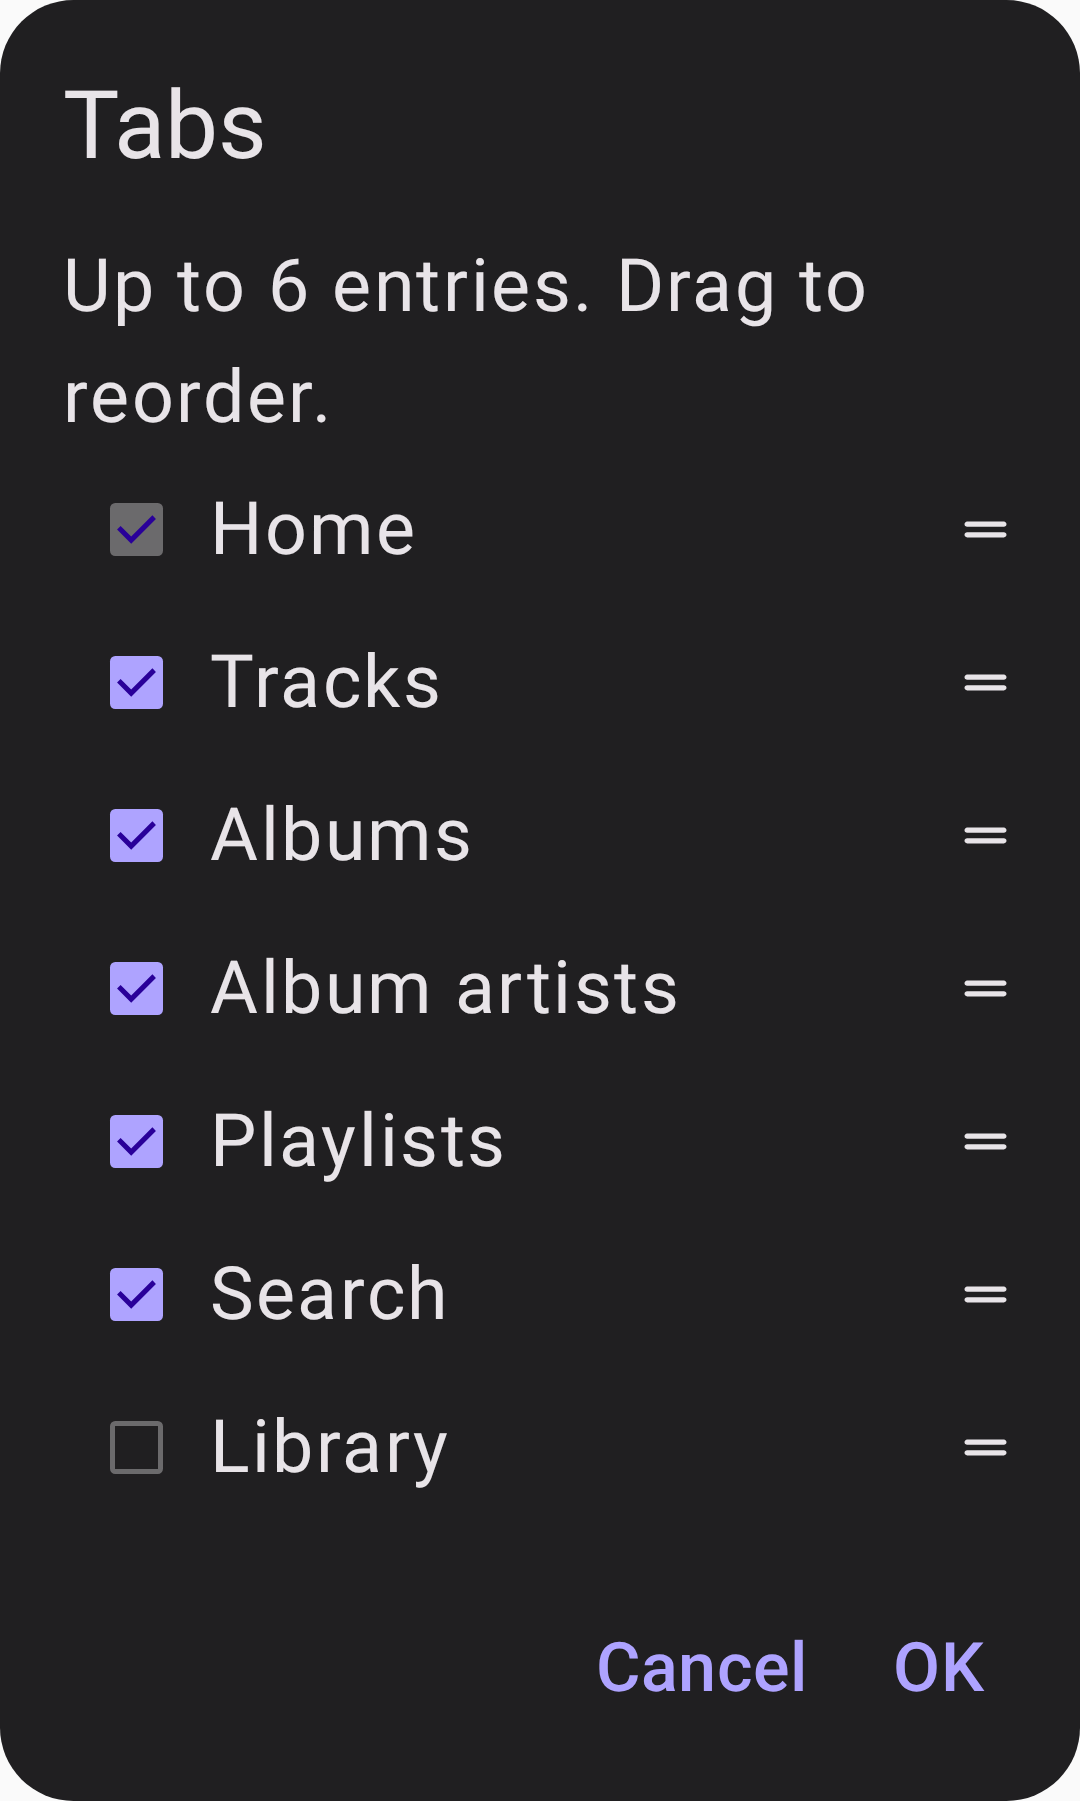 Tabs
Up to 6 entries. Drag to
reorder.
Home
Tracks
Albums
Album artists
Playlists
Search
Library
Cancel OK